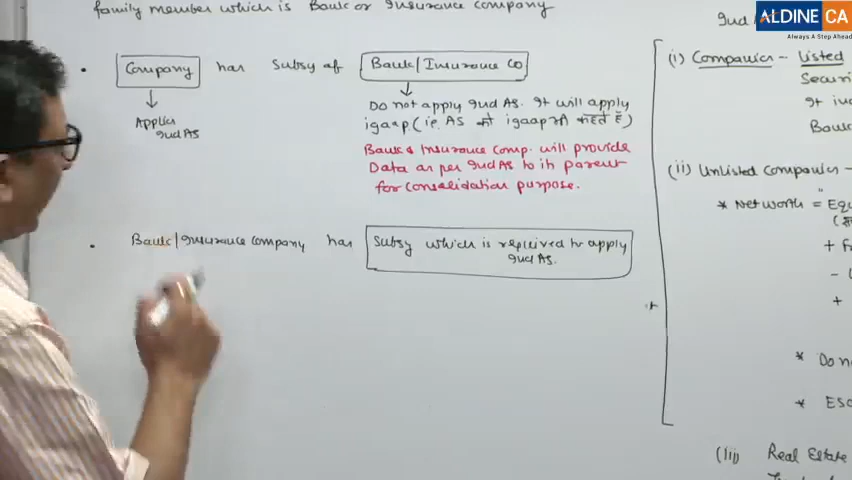 family member which is Bank or Insurance company
• Company has Subsy of Bank/Insurance Co
Applies
Ind AS
Do not apply Ind AS. It will apply
igaap (ie. AS को igaap भी कहते हैं)
Bank & Insurance Comp. will provide
Data as per Ind AS to its parent
for consolidation purpose.
• Bank/Insurance company has Subsy which is required to apply
Ind AS.
Ind
(i) Companies - Listed
Securi
It in
Bank
(ii) Unlisted Companies -
* Networth = Equ
+ F
-
+
* Do no
* ESO
(iii) Real Estate
ALDINE CA
Always A Step Ahead